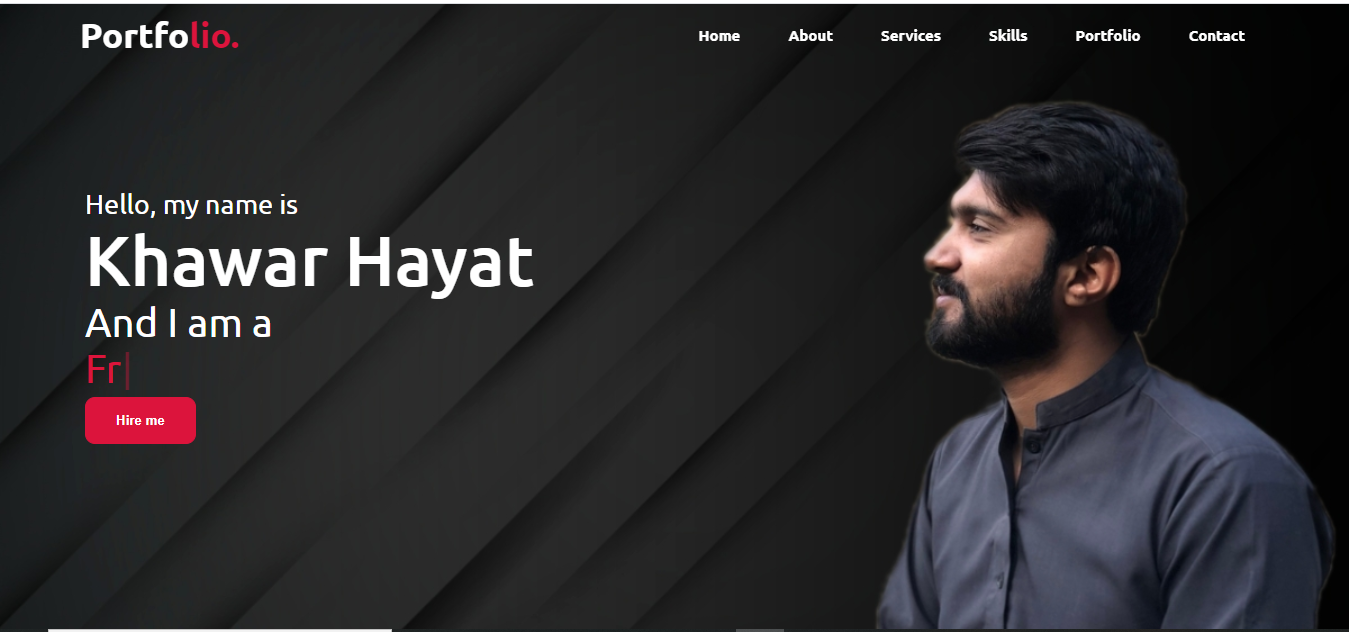 Portfolio.
Home About Services Skills Portfolio Contact
Hello, my name is
Khawar Hayat
And I am a
Fr
Hire me